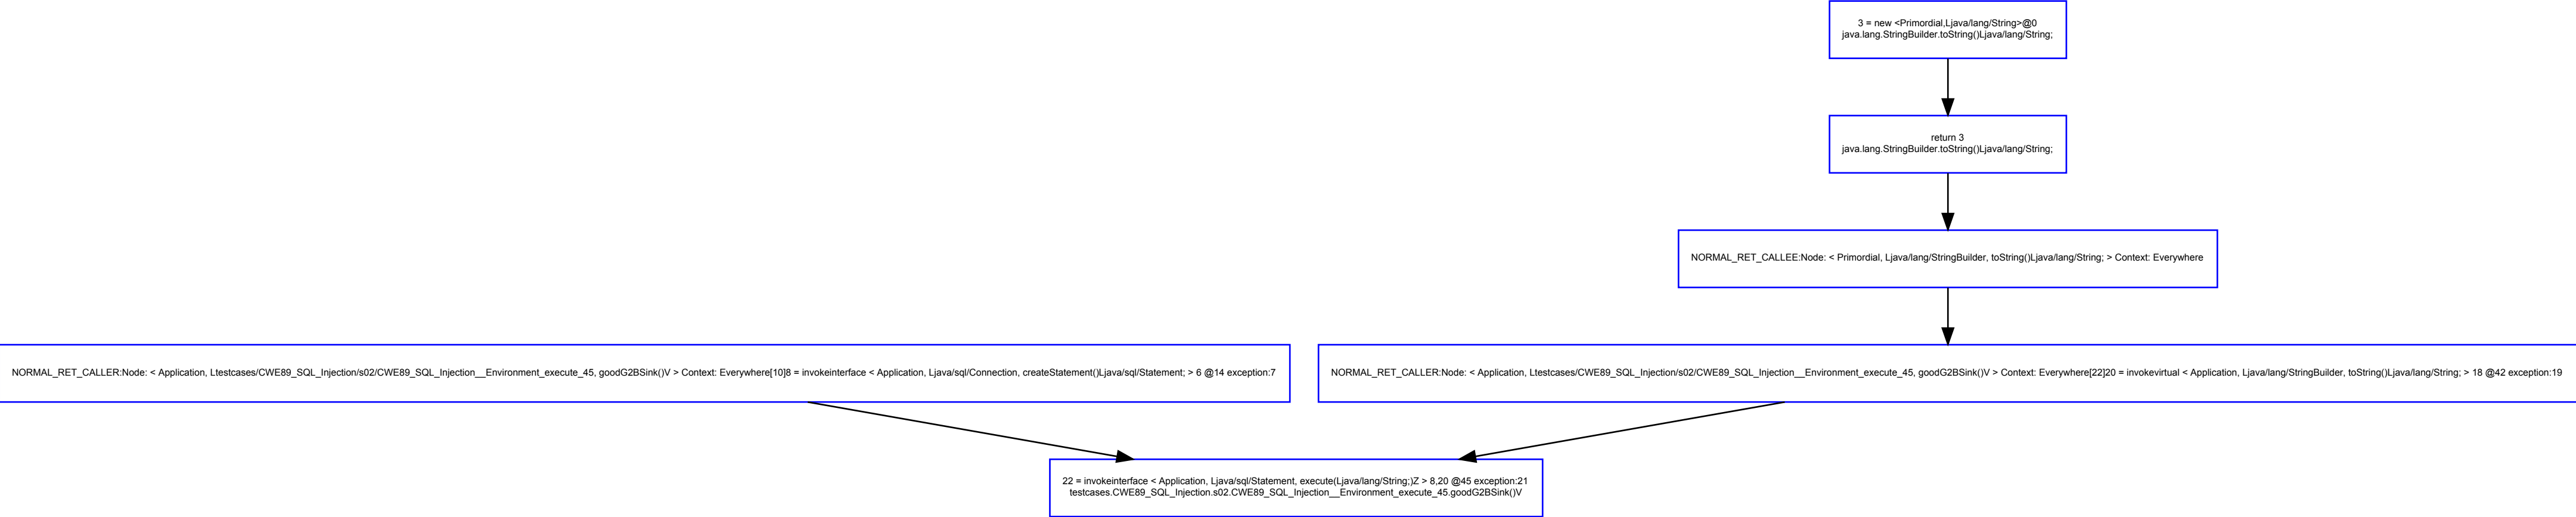 3 = new <Primordial,Ljava/lang/String>@0
java.lang.StringBuilder.toString()Ljava/lang/String;
return 3
java.lang.StringBuilder.toString()Ljava/lang/String;
NORMAL_RET_CALLEE:Node: < Primordial, Ljava/lang/StringBuilder, toString()Ljava/lang/String; > Context: Everywhere
NORMAL_RET_CALLER:Node: < Application, Ltestcases/CWE89_SQL_Injection/s02/CWE89_SQL_Injection__Environment_execute_45, goodG2BSink()V > Context: Everywhere[10]8 = invokeinterface < Application, Ljava/sql/Connection, createStatement()Ljava/sql/Statement; > 6 @14 exception:7
NORMAL_RET_CALLER:Node: < Application, Ltestcases/CWE89_SQL_Injection/s02/CWE89_SQL_Injection__Environment_execute_45, goodG2BSink()V > Context: Everywhere[22]20 = invokevirtual < Application, Ljava/lang/StringBuilder, toString()Ljava/lang/String; > 18 @42 exception:19
22 = invokeinterface < Application, Ljava/sql/Statement, execute(Ljava/lang/String;)Z > 8,20 @45 exception:21
testcases.CWE89_SQL_Injection.s02.CWE89_SQL_Injection__Environment_execute_45.goodG2BSink()V